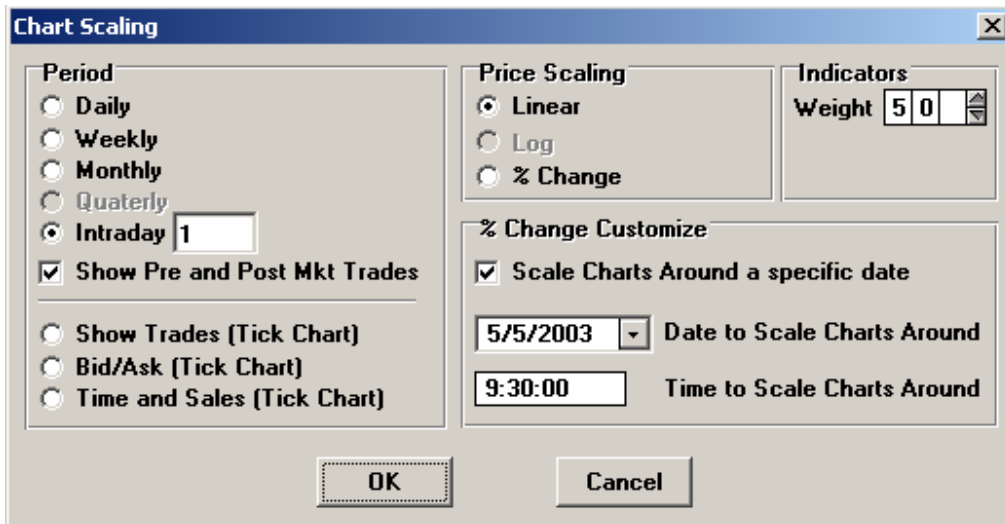 Chart Scaling
Period
Daily
Weekly
Monthly
Quaterly
Intraday 1
Show Pre and Post Mkt Trades
Show Trades (Tick Chart)
Bid/Ask (Tick Chart)
Time and Sales (Tick Chart)
Price Scaling
Linear
Log
% Change
Indicators
Weight 50
% Change Customize
Scale Charts Around a specific date
5/5/2003 Date to Scale Charts Around
9:30:00 Time to Scale Charts Around
OK
Cancel